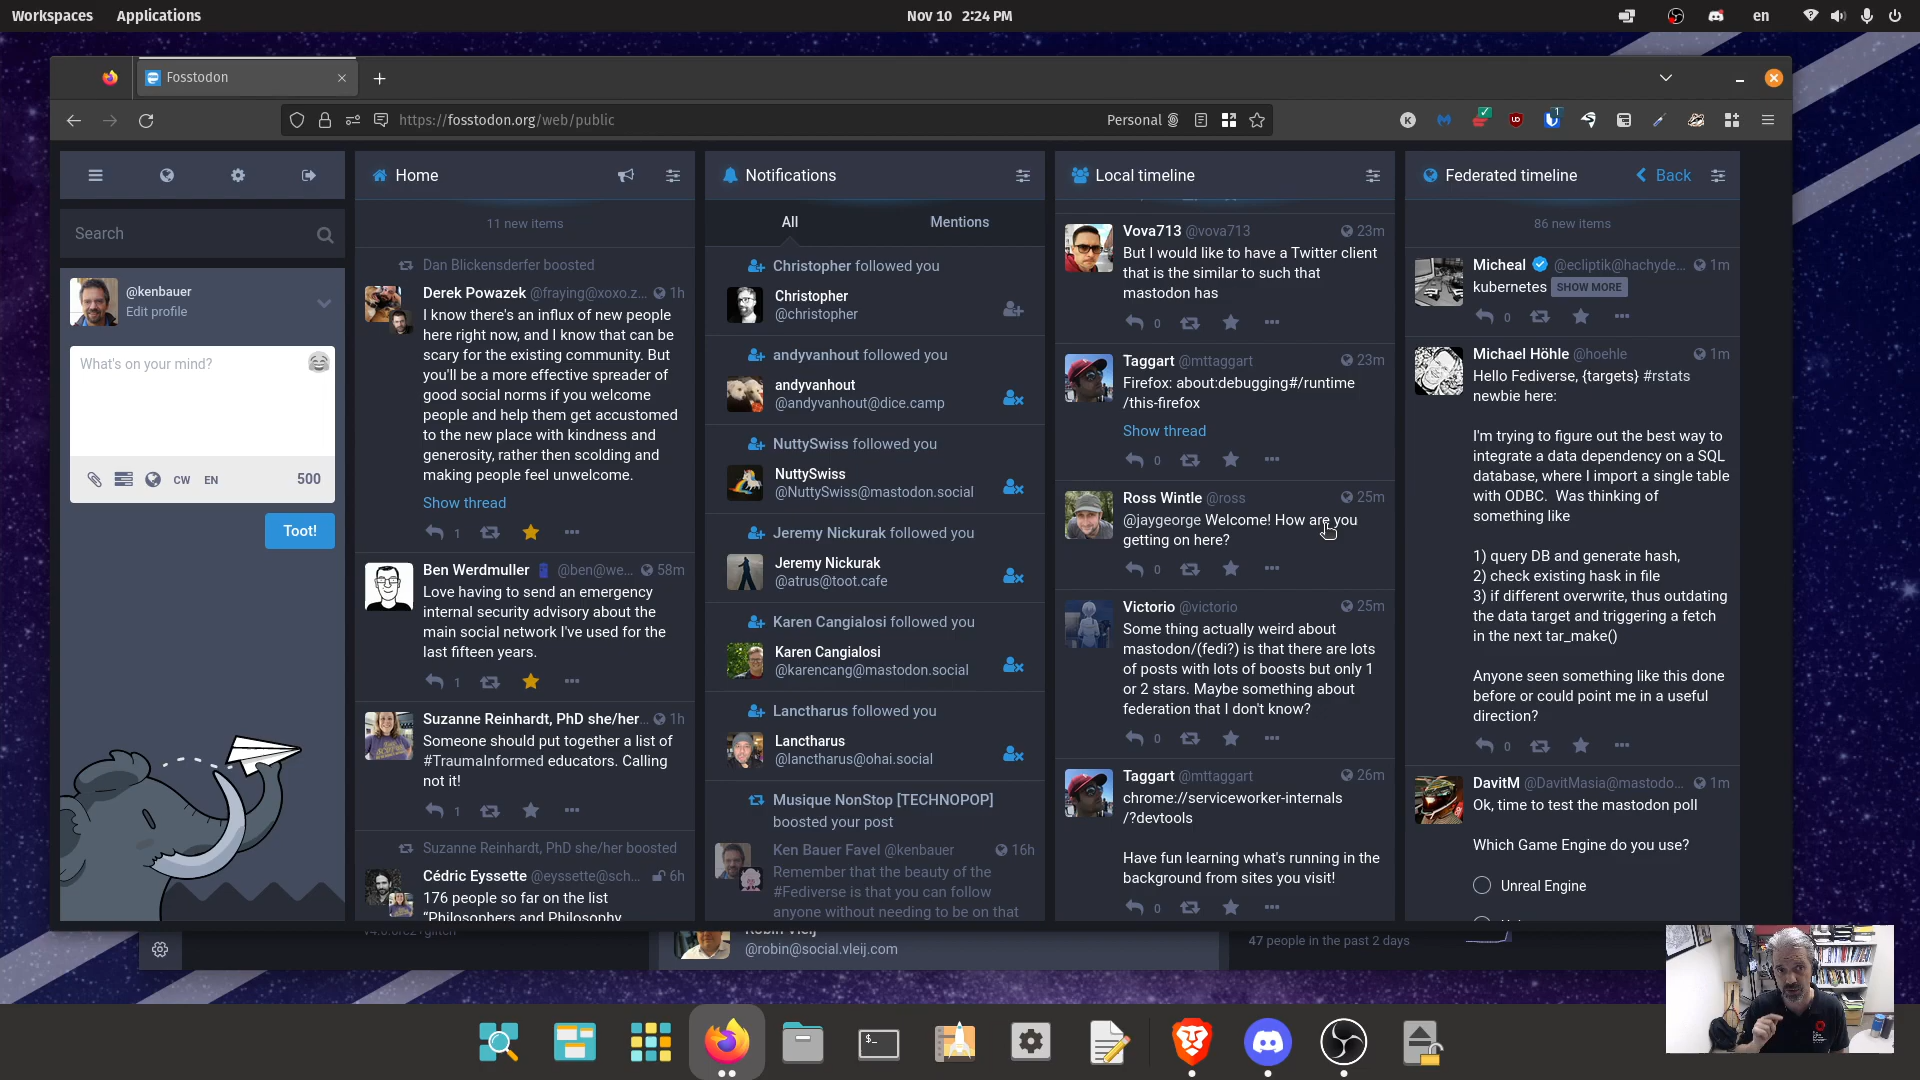 Workspaces Applications Nov 10 2:24 PM en
Fosstodon
https://fosstodon.org/web/public Personal
Search
@kenbauer
Edit profile
What's on your mind?
CW EN 500
Toot!
Home
11 new items
Dan Blickensderfer boosted
Derek Powazek @fraying@xoxo.z... 1h
I know there's an influx of new people
here right now, and I know that can be
scary for the existing community. But
you'll be a more effective spreader of
good social norms if you welcome
people and help them get accustomed
to the new place with kindness and
generosity, rather then scolding and
making people feel unwelcome.
Show thread
1
Ben Werdmuller @ben@we... 58m
Love having to send an emergency
internal security advisory about the
main social network I've used for the
last fifteen years.
1
Suzanne Reinhardt, PhD she/her... 1h
Someone should put together a list of
#TraumaInformed educators. Calling
not it!
1
Suzanne Reinhardt, PhD she/her boosted
Cédric Eyssette @eyssette@sch... 6h
176 people so far on the list
“Philosophers and Philosophy
Notifications
All Mentions
Christopher followed you
Christopher
@christopher
andyvanhout followed you
andyvanhout
@andyvanhout@dice.camp
NuttySwiss followed you
NuttySwiss
@NuttySwiss@mastodon.social
Jeremy Nickurak followed you
Jeremy Nickurak
@atrus@toot.cafe
Karen Cangialosi followed you
Karen Cangialosi
@karencang@mastodon.social
Lanctharus followed you
Lanctharus
@lanctharus@ohai.social
Musique NonStop [TECHNOPOP]
boosted your post
Ken Bauer Favel @kenbauer 16h
Remember that the beauty of the
#Fediverse is that you can follow
anyone without needing to be on that
Local timeline
Vova713 @vova713 23m
But I would like to have a Twitter client
that is the similar to such that
mastodon has
0
Taggart @mttaggart 23m
Firefox: about:debugging#/runtime
/this-firefox
Show thread
0
Ross Wintle @ross 25m
@jaygeorge Welcome! How are you
getting on here?
0
Victorio @victorio 25m
Some thing actually weird about
mastodon/(fedi?) is that there are lots
of posts with lots of boosts but only 1
or 2 stars. Maybe something about
federation that I don't know?
0
Taggart @mttaggart 26m
chrome://serviceworker-internals
/?devtools
Have fun learning what's running in the
background from sites you visit!
0
Federated timeline Back
86 new items
Micheal @ecliptik@hachyde... 1m
kubernetes SHOW MORE
0
Michael Höhle @hoehle 1m
Hello Fediverse, {targets} #rstats
newbie here:
I'm trying to figure out the best way to
integrate a data dependency on a SQL
database, where I import a single table
with ODBC. Was thinking of
something like
1) query DB and generate hash,
2) check existing hask in file
3) if different overwrite, thus outdating
the data target and triggering a fetch
in the next tar_make()
Anyone seen something like this done
before or could point me in a useful
direction?
0
DavitM @DavitMasia@mastodo... 1m
Ok, time to test the mastodon poll
Which Game Engine do you use?
Unreal Engine
Robin Vleij
@robin@social.vleij.com
47 people in the past 2 days